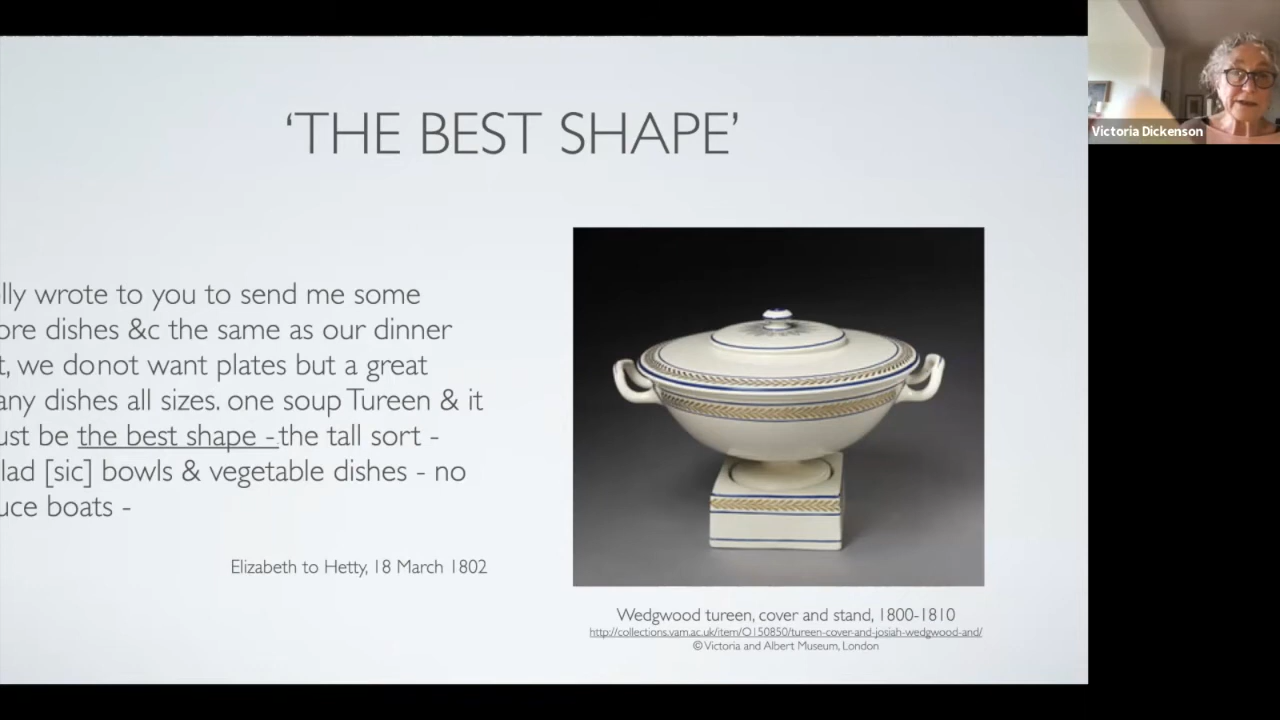 ‘THE BEST SHAPE’
lly wrote to you to send me some
ore dishes &c the same as our dinner
t, we donot want plates but a great
any dishes all sizes. one soup Tureen & it
ust be the best shape - the tall sort -
lad [sic] bowls & vegetable dishes - no
uce boats -
Elizabeth to Hetty, 18 March 1802
Wedgwood tureen, cover and stand, 1800-1810
http://collections.vam.ac.uk/item/O150850/tureen-cover-and-josiah-wedgwood-and/
© Victoria and Albert Museum, London
Victoria Dickenson